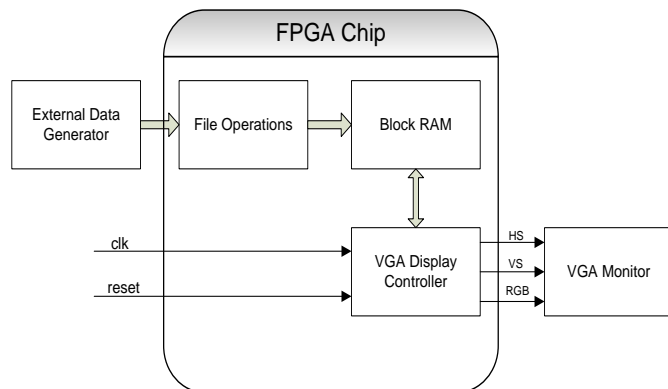 FPGA Chip
External Data
Generator
File Operations
Block RAM
clk
reset
VGA Display
Controller
HS
VS
RGB
VGA Monitor